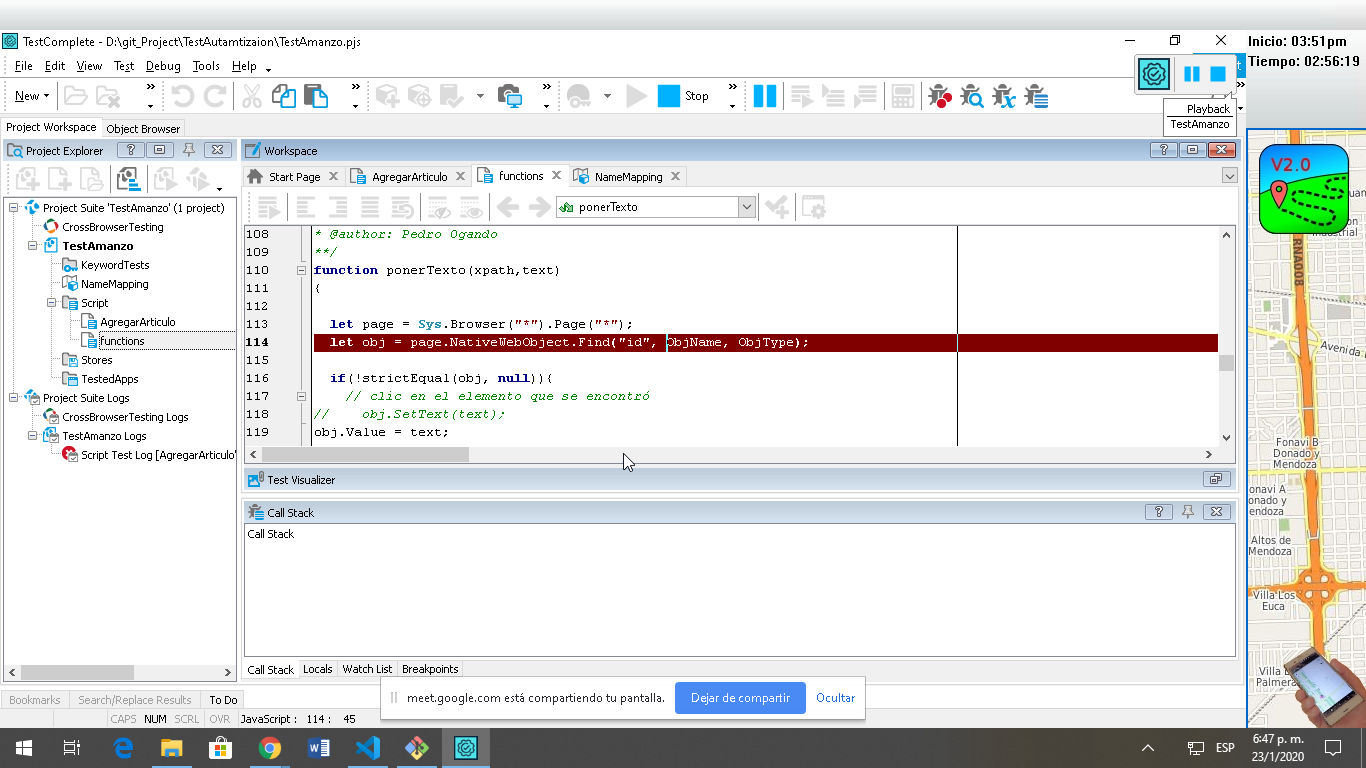 TestComplete - D:\git_Project\TestAutamtizaion\TestAmanzo.pjs
Inicio: 03:51pm
Tiempo: 02:56:19
File Edit View Test Debug Tools Help
New
Stop
Playback
TestAmanzo
Project Workspace Object Browser
Project Explorer
Workspace
Start Page AgregarArticulo functions NameMapping
ponerTexto
Project Suite 'TestAmanzo' (1 project)
CrossBrowserTesting
TestAmanzo
KeywordTests
NameMapping
Script
AgregarArticulo
functions
Stores
TestedApps
Project Suite Logs
CrossBrowserTesting Logs
TestAmanzo Logs
Script Test Log [AgregarArticulo'
108 * @author: Pedro Ogando
109 **/
110 function ponerTexto(xpath,text)
111 {
112
113 let page = Sys.Browser("*").Page("*");
114 let obj = page.NativeWebObject.Find("id", ObjName, ObjType);
115
116 if(!strictEqual(obj, null)){
117 // clic en el elemento que se encontró
118 // obj.SetText(text);
119 obj.Value = text;
Test Visualizer
Call Stack
Call Stack
Call Stack Locals Watch List Breakpoints
Bookmarks Search/Replace Results To Do
CAPS NUM SCRL OVR JavaScript : 114 : 45
meet.google.com está compartiendo tu pantalla. Dejar de compartir Ocultar
V2.0
RNA008
Avenida
Fonavi B
Donado y
Mendoza
onavi A
onado y
endoza
Altos de
Mendoza
Villa Los
Euca
Villa L
Palmera
ESP
6:47 p. m.
23/1/2020